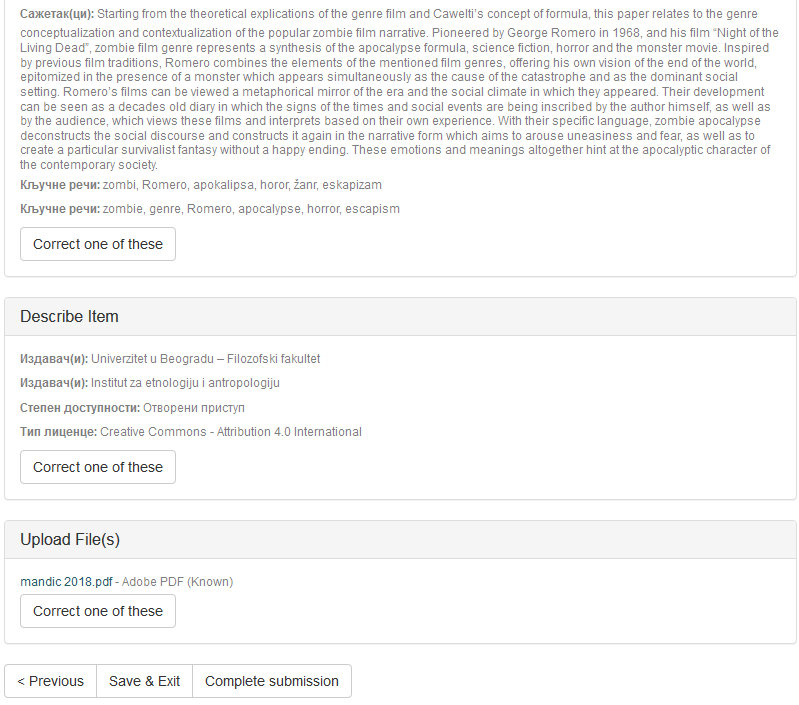 Сажетак(ци): Starting from the theoretical explications of the genre film and Cawelti's concept of formula, this paper relates to the genre
conceptualization and contextualization of the popular zombie film narrative. Pioneered by George Romero in 1968, and his film “Night of the
Living Dead”, zombie film genre represents a synthesis of the apocalypse formula, science fiction, horror and the monster movie. Inspired
by previous film traditions, Romero combines the elements of the mentioned film genres, offering his own vision of the end of the world,
epitomized in the presence of a monster which appears simultaneously as the cause of the catastrophe and as the dominant social
setting. Romero’s films can be viewed a metaphorical mirror of the era and the social climate in which they appeared. Their development
can be seen as a decades old diary in which the signs of the times and social events are being inscribed by the author himself, as well as
by the audience, which views these films and interprets based on their own experience. With their specific language, zombie apocalypse
deconstructs the social discourse and constructs it again in the narrative form which aims to arouse uneasiness and fear, as well as to
create a particular survivalist fantasy without a happy ending. These emotions and meanings altogether hint at the apocalyptic character of
the contemporary society.
Кључне речи: zombi, Romero, apokalipsa, horor, žanr, eskapizam
Кључне речи: zombie, genre, Romero, apocalypse, horror, escapism
Correct one of these
Describe Item
Издавач(и): Univerzitet u Beogradu – Filozofski fakultet
Издавач(и): Institut za etnologiju i antropologiju
Степен доступности: Отворени приступ
Тип лиценце: Creative Commons - Attribution 4.0 International
Correct one of these
Upload File(s)
mandic 2018.pdf - Adobe PDF (Known)
Correct one of these
< Previous Save & Exit Complete submission